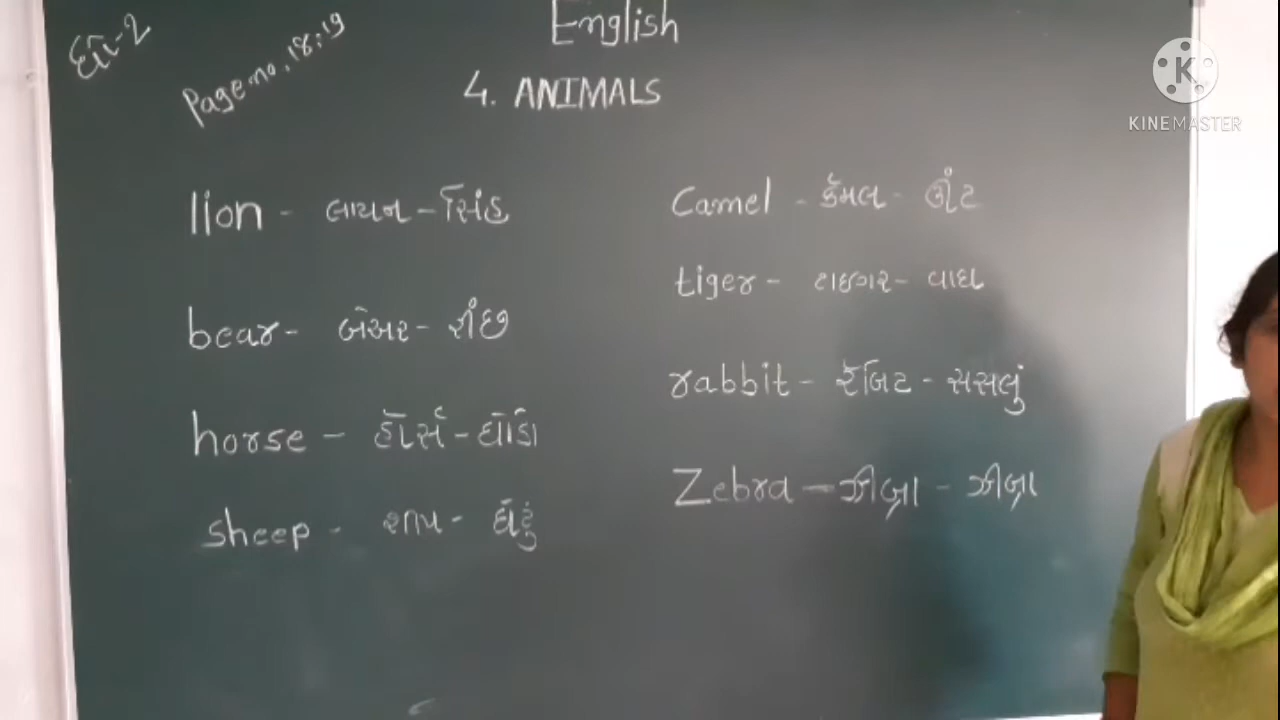 English
ધો-2
Page no. 18,19
4. ANIMALS
lion - લાયન - સિંહ
bear - બેઅર - રીંછ
horse - હૉર્સ - ઘોડો
sheep - શીપ - ઘેટું
Camel - કૅમલ - ઊંટ
tiger - ટાઇગર - વાઘ
rabbit - રૅબિટ - સસલું
Zebra - ઝીબ્રા - ઝીબ્રા
K
KINEMASTER